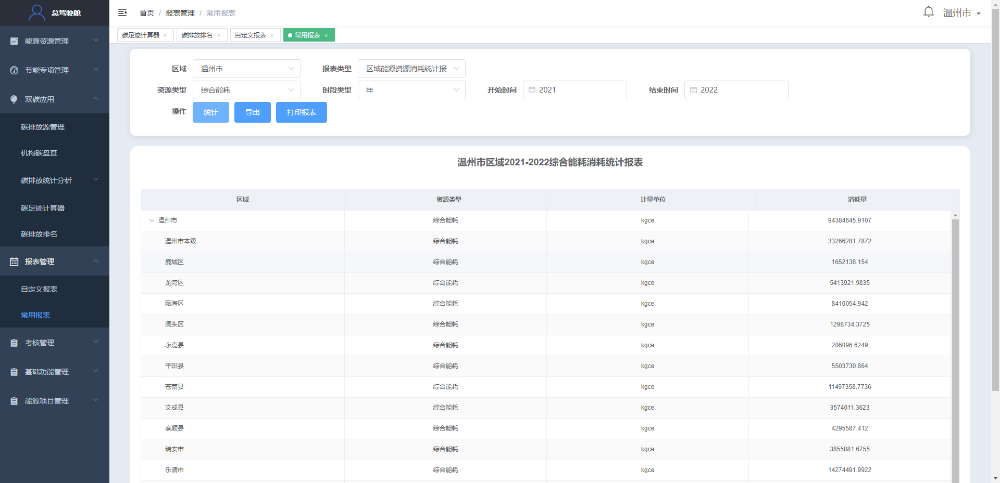 总驾驶舱
首页 / 报表管理 / 常用报表
温州市
碳足迹计算器 ×
碳排放排名 ×
自定义报表 ×
常用报表 ×
能源资源管理
节能专项管理
双碳应用
碳排放源管理
机构碳盘查
碳排放统计分析
碳足迹计算器
碳排放排名
报表管理
自定义报表
常用报表
考核管理
基础功能管理
能源项目管理
区域 温州市 报表类型 区域能源资源消耗统计报
资源类型 综合能耗 时段类型 年 开始时间 2021 结束时间 2022
操作 统计 导出 打印报表
温州市区域2021-2022综合能耗消耗统计报表
区域 资源类型 计量单位 消耗量
温州市 综合能耗 kgce 94384645.9107
温州市本级 综合能耗 kgce 33266281.7872
鹿城区 综合能耗 kgce 1652138.154
龙湾区 综合能耗 kgce 5413921.9835
瓯海区 综合能耗 kgce 8416054.942
洞头区 综合能耗 kgce 1298734.3725
永嘉县 综合能耗 kgce 206096.6249
平阳县 综合能耗 kgce 5503730.864
苍南县 综合能耗 kgce 11497358.7736
文成县 综合能耗 kgce 3574011.3623
泰顺县 综合能耗 kgce 4295587.412
瑞安市 综合能耗 kgce 3855881.6755
乐清市 综合能耗 kgce 14274491.9922